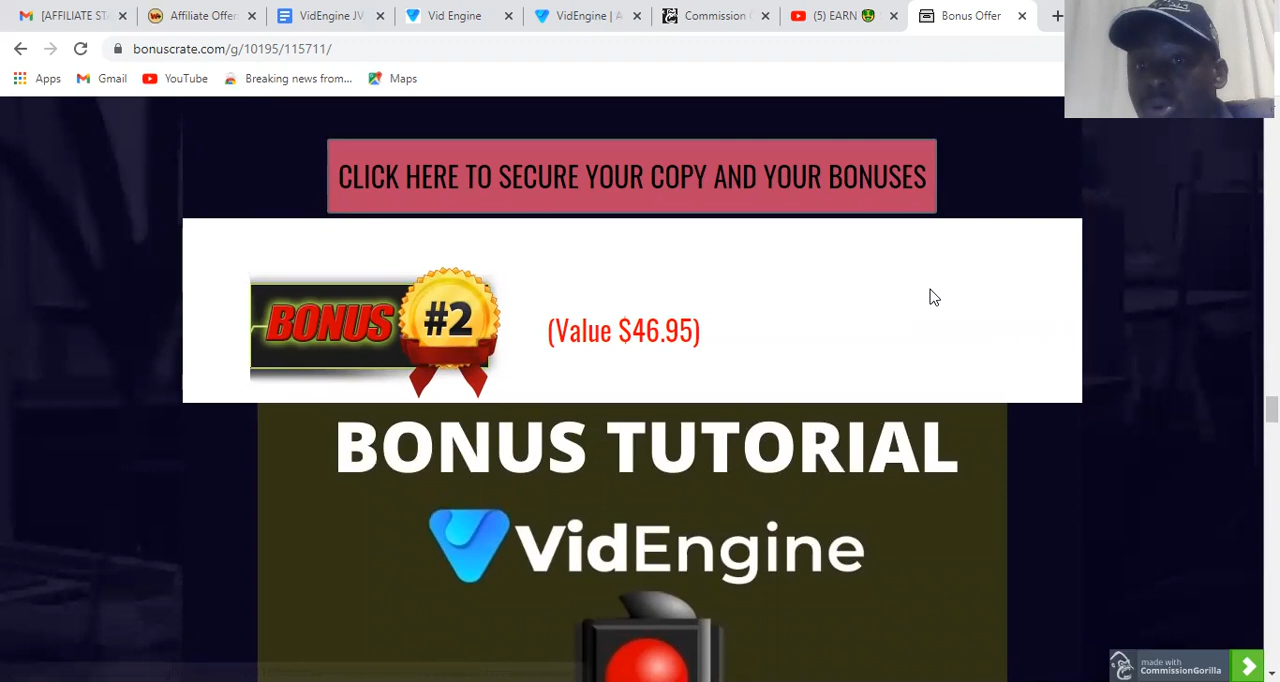 [AFFILIATE STA
Affiliate Offer
VidEngine JV
Vid Engine
VidEngine | A
Commission G
(5) EARN
Bonus Offer
bonuscrate.com/g/10195/115711/
Apps
Gmail
YouTube
Breaking news from...
Maps
CLICK HERE TO SECURE YOUR COPY AND YOUR BONUSES
BONUS #2
(Value $46.95)
BONUS TUTORIAL
VidEngine
made with
CommissionGorilla